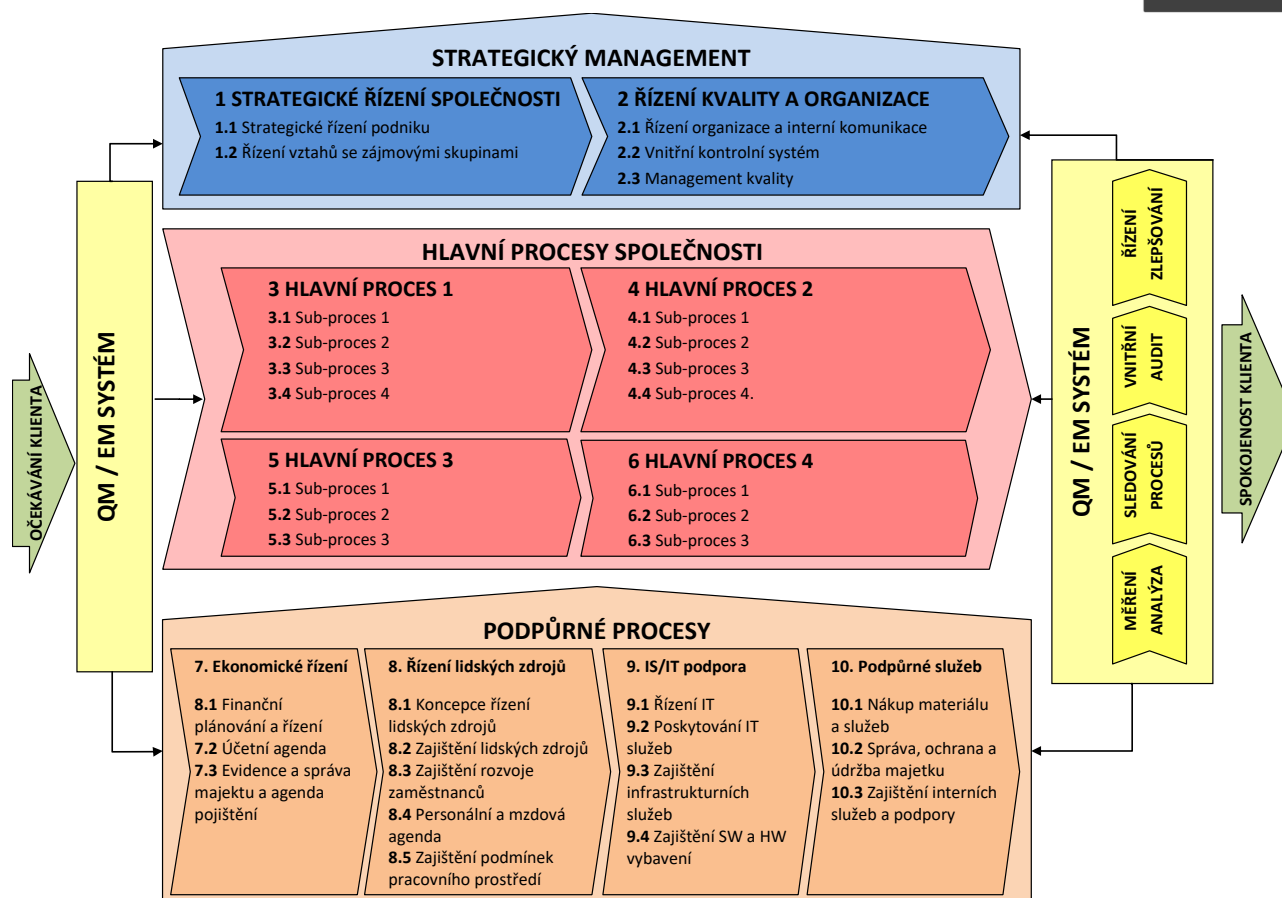 STRATEGICKÝ MANAGEMENT
1 STRATEGICKÉ ŘÍZENÍ SPOLEČNOSTI
1.1 Strategické řízení podniku
1.2 Řízení vztahů se zájmovými skupinami
2 ŘÍZENÍ KVALITY A ORGANIZACE
2.1 Řízení organizace a interní komunikace
2.2 Vnitřní kontrolní systém
2.3 Management kvality
OČEKÁVÁNÍ KLIENTA
QM / EM SYSTÉM
HLAVNÍ PROCESY SPOLEČNOSTI
3 HLAVNÍ PROCES 1
3.1 Sub-proces 1
3.2 Sub-proces 2
3.3 Sub-proces 3
3.4 Sub-proces 4
4 HLAVNÍ PROCES 2
4.1 Sub-proces 1
4.2 Sub-proces 2
4.3 Sub-proces 3
4.4 Sub-proces 4.
5 HLAVNÍ PROCES 3
5.1 Sub-proces 1
5.2 Sub-proces 2
5.3 Sub-proces 3
6 HLAVNÍ PROCES 4
6.1 Sub-proces 1
6.2 Sub-proces 2
6.3 Sub-proces 3
QM / EM SYSTÉM
ŘÍZENÍ
ZLEPŠOVÁNÍ
VNITŘNÍ
AUDIT
SLEDOVÁNÍ
PROCESŮ
MĚŘENÍ
ANALÝZA
SPOKOJENOST KLIENTA
PODPŮRNÉ PROCESY
7. Ekonomické řízení
8.1 Finanční
plánování a řízení
7.2 Účetní agenda
7.3 Evidence a správa
majektu a agenda
pojištění
8. Řízení lidských zdrojů
8.1 Koncepce řízení
lidských zdrojů
8.2 Zajištění lidských zdrojů
8.3 Zajištění rozvoje
zaměstnanců
8.4 Personální a mzdová
agenda
8.5 Zajištění podmínek
pracovního prostředí
9. IS/IT podpora
9.1 Řízení IT
9.2 Poskytování IT
služeb
9.3 Zajištění
infrastrukturních
služeb
9.4 Zajištění SW a HW
vybavení
10. Podpůrné služeb
10.1 Nákup materiálu
a služeb
10.2 Správa, ochrana a
údržba majetku
10.3 Zajištění interních
služeb a podpory